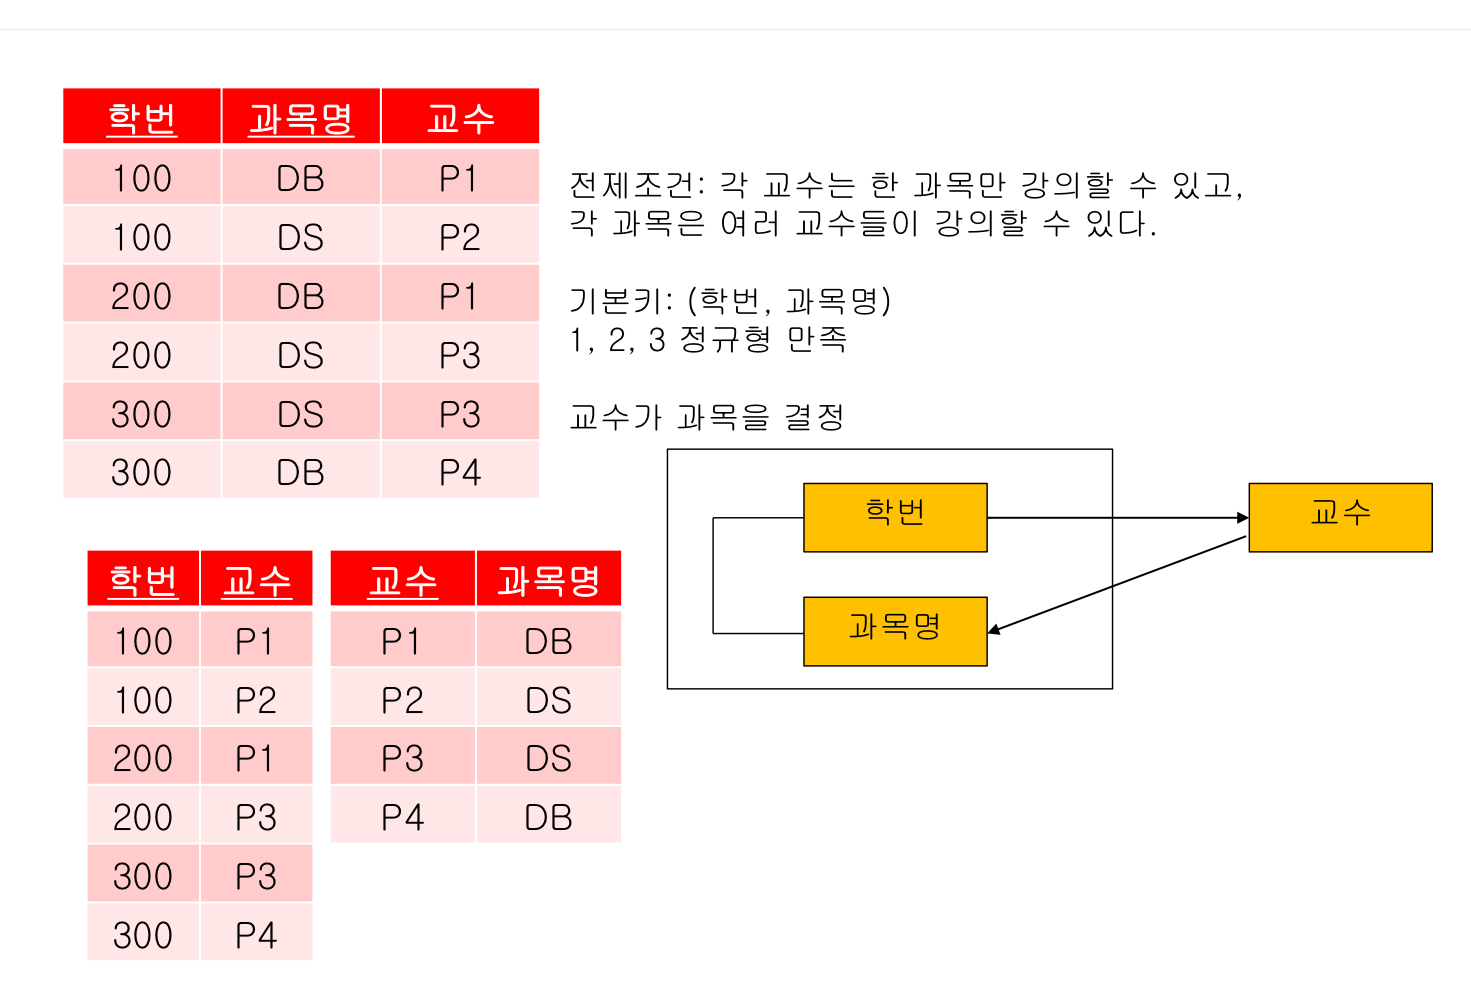 학번 과목명 교수
100 DB P1
100 DS P2
200 DB P1
200 DS P3
300 DS P3
300 DB P4
전제조건: 각 교수는 한 과목만 강의할 수 있고,
각 과목은 여러 교수들이 강의할 수 있다.
기본키: (학번, 과목명)
1, 2, 3 정규형 만족
교수가 과목을 결정
학번
교수
과목명
학번 교수
100 P1
100 P2
200 P1
200 P3
300 P3
300 P4
교수 과목명
P1 DB
P2 DS
P3 DS
P4 DB